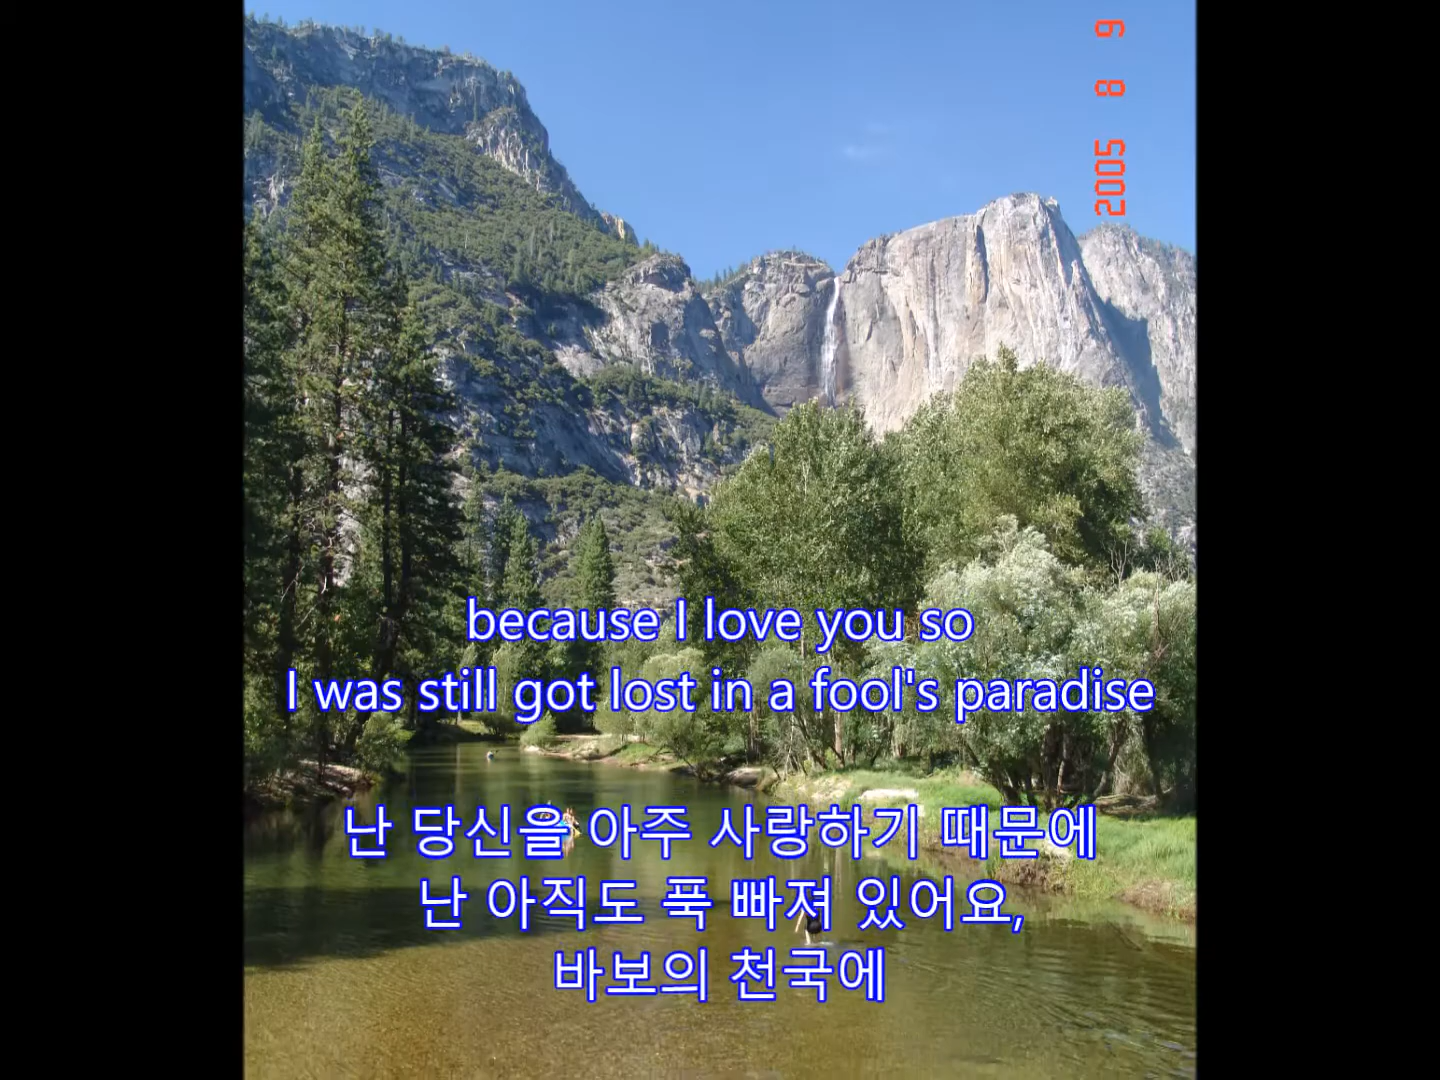 2005 8 9
because I love you so
I was still got lost in a fool's paradise
난 당신을 아주 사랑하기 때문에
난 아직도 푹 빠져 있어요,
바보의 천국에